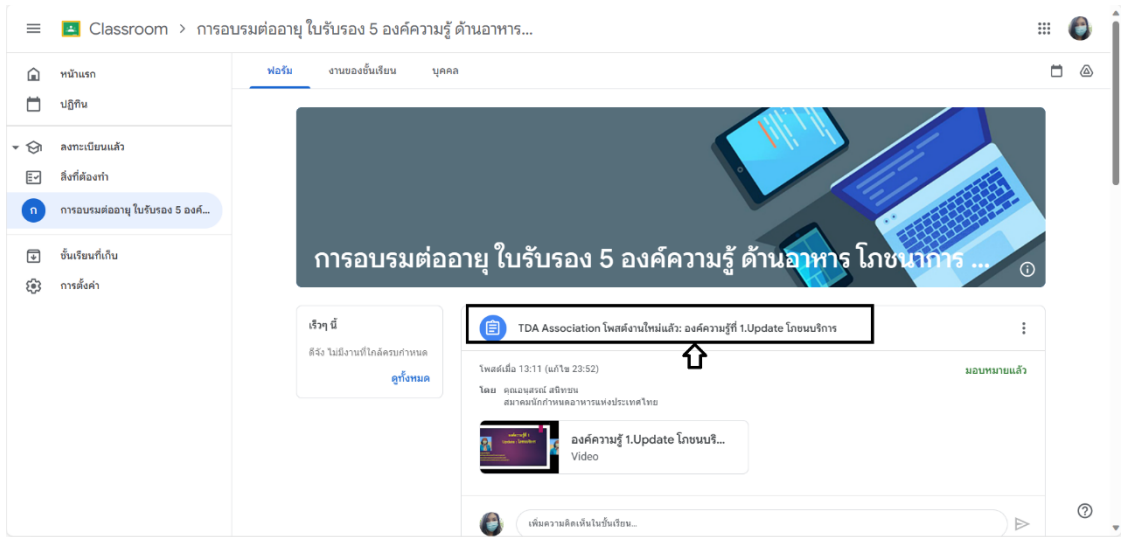 Classroom > การอบรมต่ออายุ ใบรับรอง 5 องค์ความรู้ ด้านอาหาร...
หน้าแรก
ปฏิทิน
ลงทะเบียนแล้ว
สิ่งที่ต้องทำ
ก การอบรมต่ออายุ ใบรับรอง 5 องค์...
ชั้นเรียนที่เก็บ
การตั้งค่า
ฟอรัม งานของชั้นเรียน บุคคล
การอบรมต่ออายุ ใบรับรอง 5 องค์ความรู้ ด้านอาหาร โภชนาการ ...
เร็วๆ นี้
ดีจัง ไม่มีงานที่ใกล้ครบกำหนด
ดูทั้งหมด
TDA Association โพสต์งานใหม่แล้ว: องค์ความรู้ที่ 1.Update โภชนบริการ
โพสต์เมื่อ 13:11 (แก้ไข 23:52)
มอบหมายแล้ว
โดย คุณอนุสรณ์ สนิทชน
สมาคมนักกำหนดอาหารแห่งประเทศไทย
องค์ความรู้ 1.Update โภชนบริ...
Video
เพิ่มความคิดเห็นในชั้นเรียน...